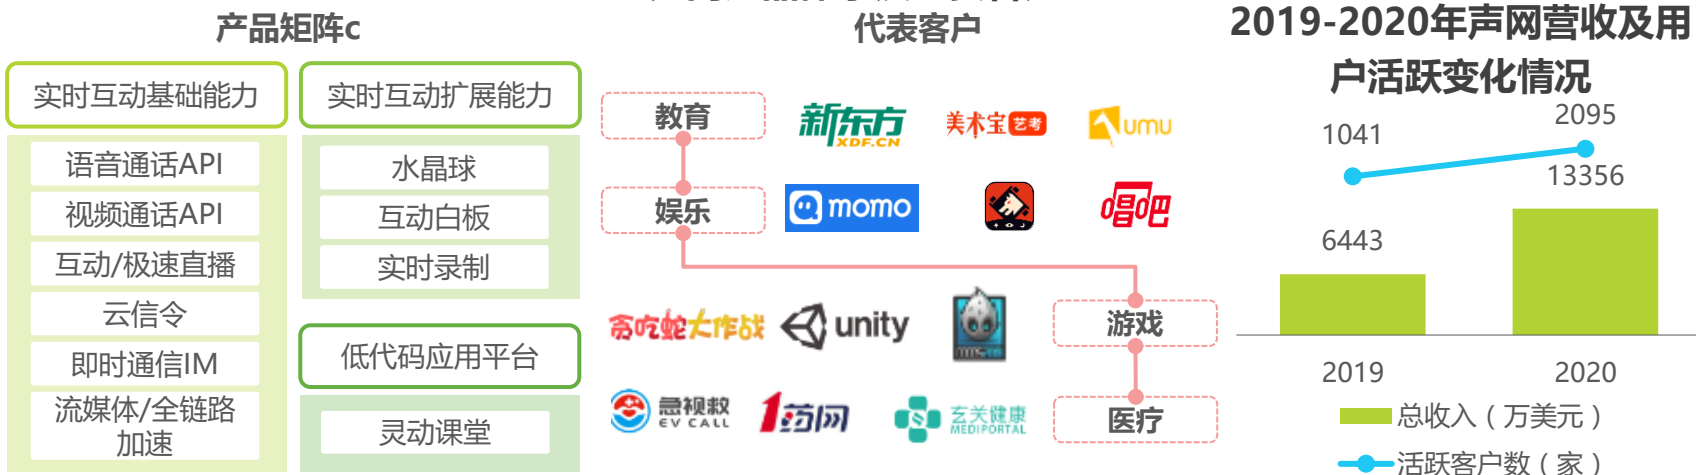 产品矩阵c
实时互动基础能力
语音通话API
视频通话API
互动/极速直播
云信令
即时通信IM
流媒体/全链路
加速
实时互动扩展能力
水晶球
互动白板
实时录制
低代码应用平台
灵动课堂
代表客户
教育
新东方
XDF.CN
美术宝艺考
umu
娱乐
momo
唱吧
贪吃蛇大作战
unity
游戏
急视救
EV CALL
1药网
玄关健康
MEDIPORTAL
医疗
2019-2020年声网营收及用
户活跃变化情况
1041
2095
6443
13356
2019
2020
总收入（万美元）
活跃客户数（家）